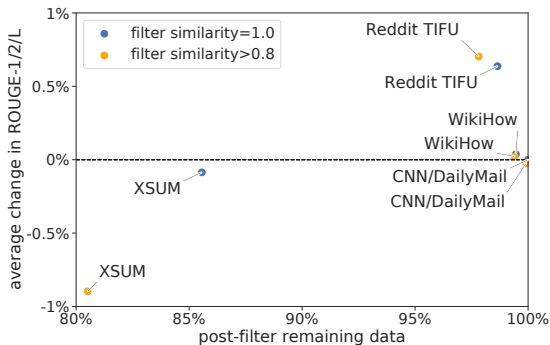 average change in ROUGE-1/2/L
1%
0.5%
0%
-0.5%
-1%
filter similarity=1.0
filter similarity>0.8
Reddit TIFU
Reddit TIFU
WikiHow
WikiHow
CNN/DailyMail
XSUM
CNN/DailyMail
XSUM
80%
85%
90%
95%
100%
post-filter remaining data